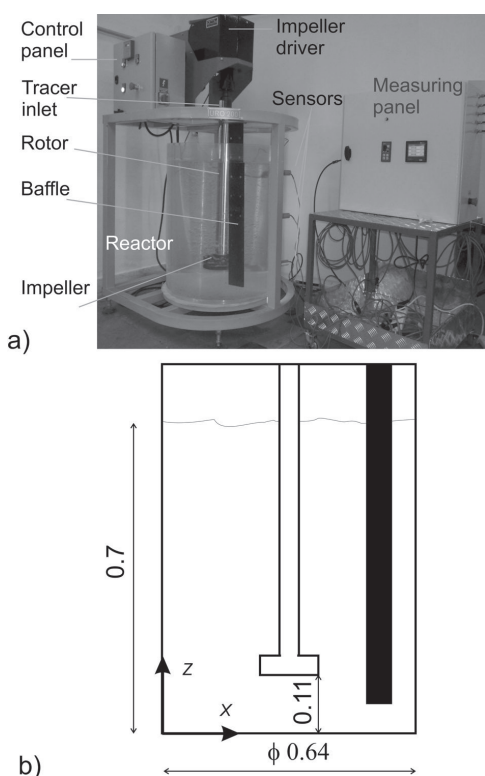 Control
panel
Impeller
driver
Tracer
inlet
Sensors
Measuring
panel
Rotor
Baffle
Reactor
Impeller
a)
0.7
0.11
z
x
ϕ 0.64
b)